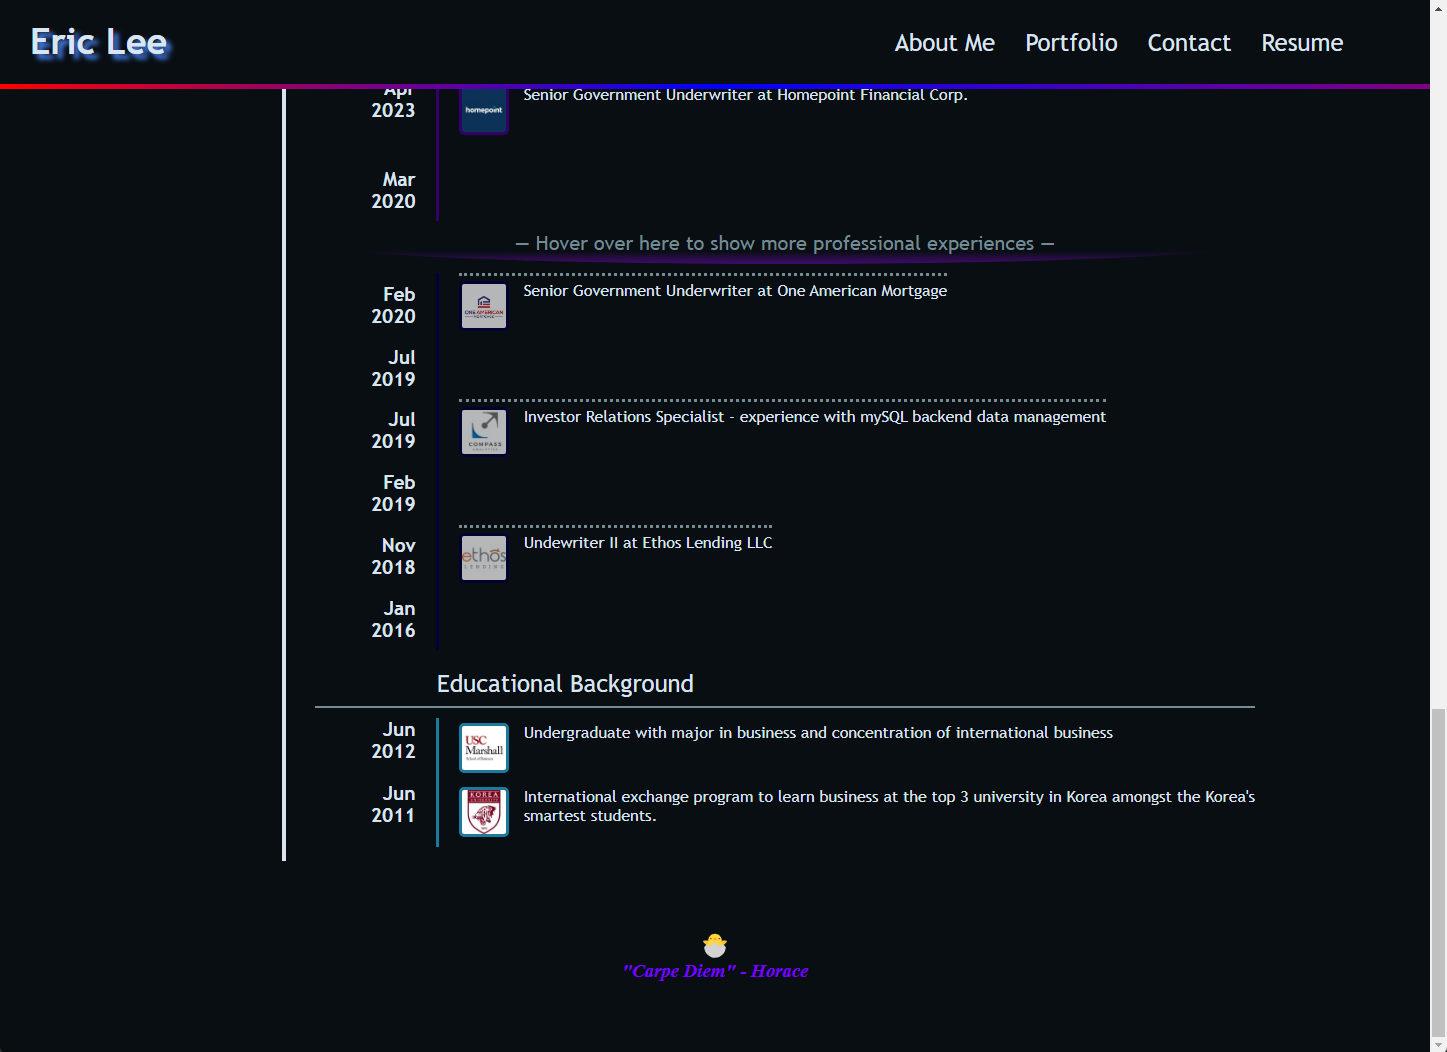 Eric Lee
About Me
Portfolio
Contact
Resume
Apr
2023
homepoint
Senior Government Underwriter at Homepoint Financial Corp.
Mar
2020
— Hover over here to show more professional experiences —
Feb
2020
ONE AMERICAN
MORTGAGE
Senior Government Underwriter at One American Mortgage
Jul
2019
Jul
2019
COMPASS
ANALYTICS
Investor Relations Specialist - experience with mySQL backend data management
Feb
2019
Nov
2018
ethos
LENDING
Undewriter II at Ethos Lending LLC
Jan
2016
Educational Background
Jun
2012
USC
Marshall
School of Business
Undergraduate with major in business and concentration of international business
Jun
2011
KOREA
International exchange program to learn business at the top 3 university in Korea amongst the Korea's
smartest students.
"Carpe Diem" - Horace